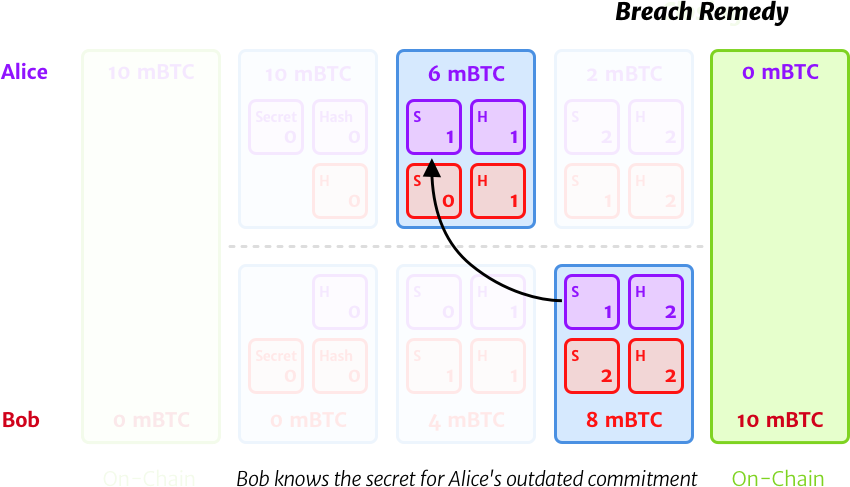 Breach Remedy
Alice
10 mBTC
10 mBTC
6 mBTC
2 mBTC
0 mBTC
Secret 0
Hash 0
S 1
H 1
S 2
H 2
H 0
S 0
H 1
S 1
H 2
H 0
S 0
H 1
S 1
H 2
Secret 0
Hash 0
S 1
H 1
S 2
H 2
Bob
0 mBTC
0 mBTC
4 mBTC
8 mBTC
10 mBTC
On-Chain
Bob knows the secret for Alice's outdated commitment
On-Chain